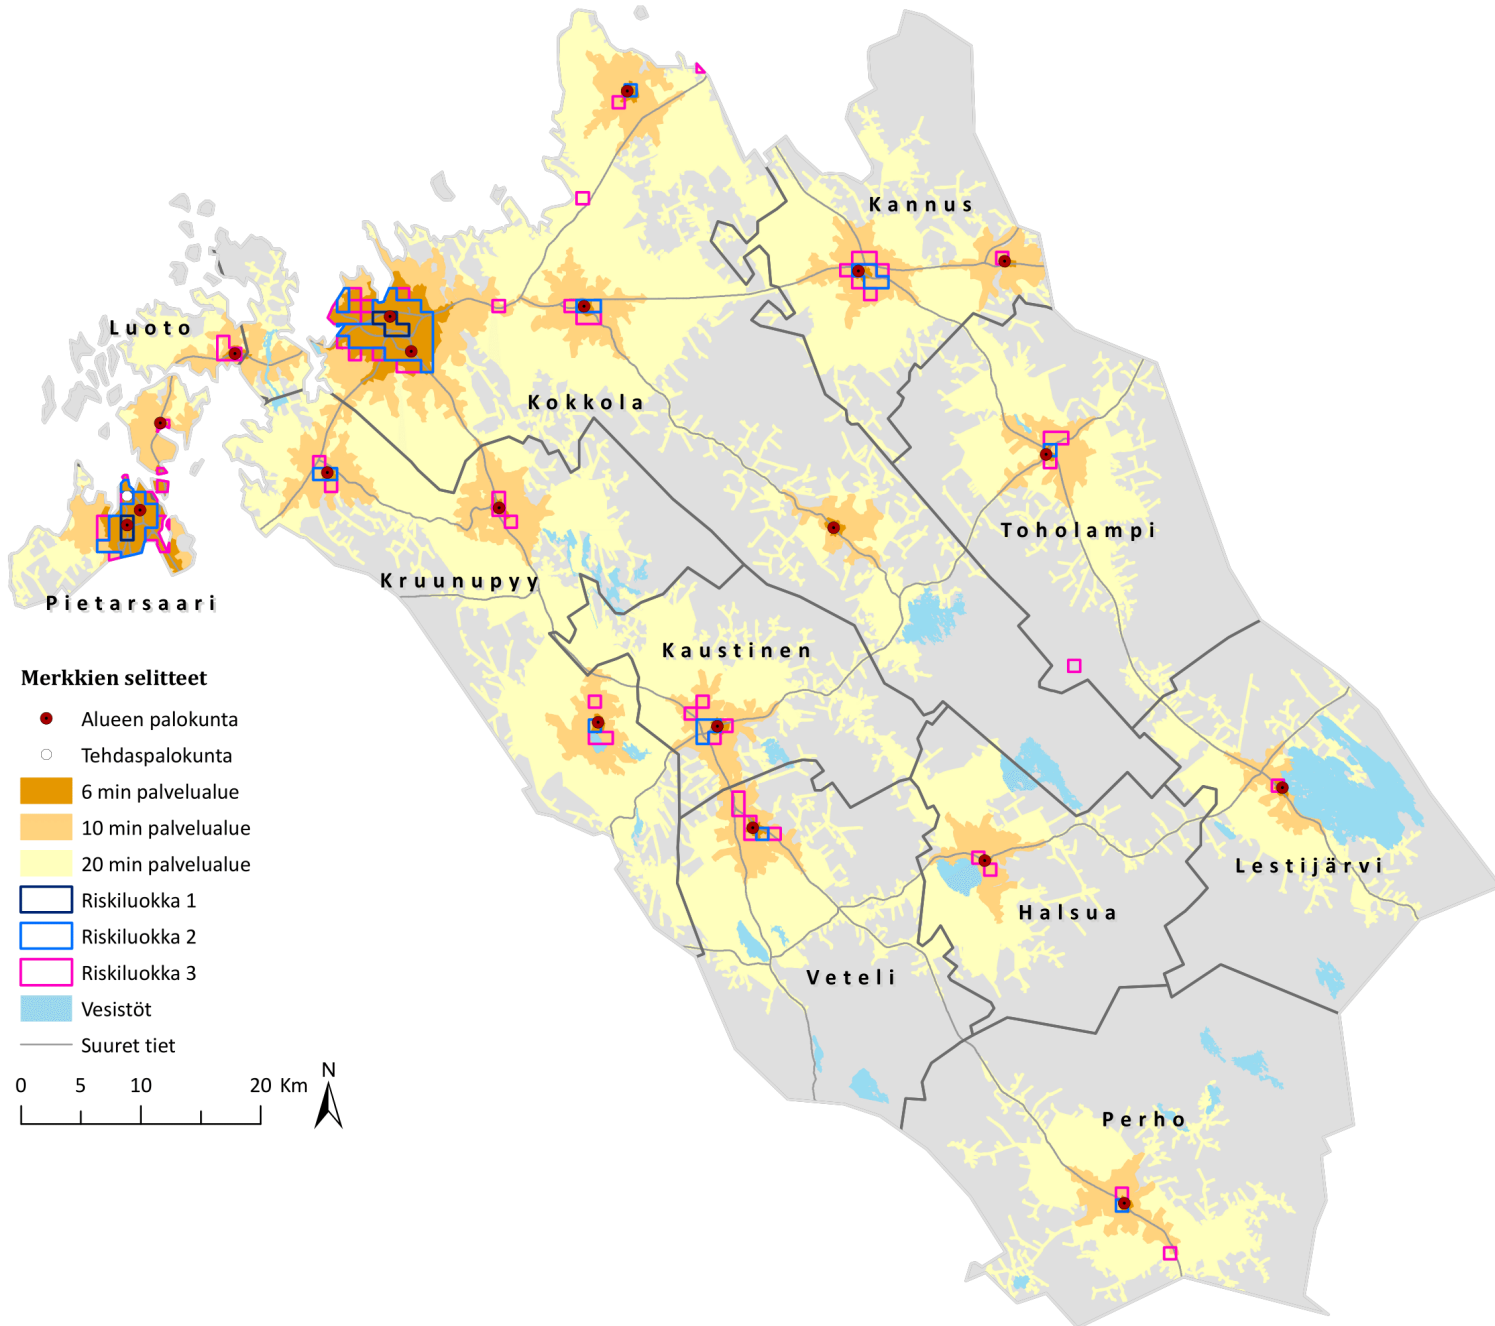 Kannus
Luoto
Kokkola
Toholampi
Kruunupyy
Pietarsaari
Kaustinen
Lestijärvi
Halsua
Veteli
Perho
Merkkien selitteet
Alueen palokunta
Tehdaspalokunta
6 min palvelualue
10 min palvelualue
20 min palvelualue
Riskiluokka 1
Riskiluokka 2
Riskiluokka 3
Vesistöt
Suuret tiet
0 5 10 20 Km
N